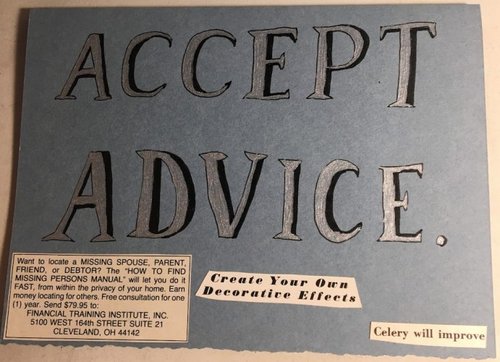 ACCEPT
ADVICE.
Want to locate a MISSING SPOUSE, PARENT,
FRIEND, or DEBTOR? The "HOW TO FIND
MISSING PERSONS MANUAL" will let you do it
FAST, from within the privacy of your home. Earn
money locating for others. Free consultation for one
(1) year. Send $79.95 to:
FINANCIAL TRAINING INSTITUTE, INC.
5100 WEST 164th STREET SUITE 21
CLEVELAND, OH 44142
Create Your Own
Decorative Effects
Celery will improve